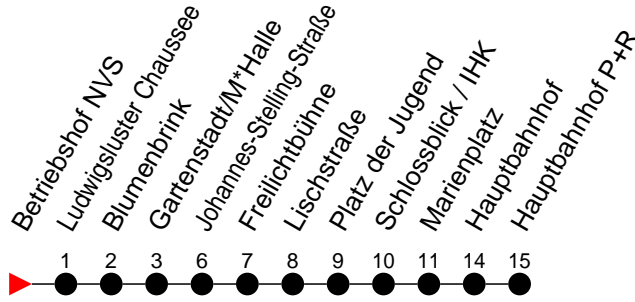 Betriebshof NVS
Ludwigsluster Chaussee
Blumenbrink
Gartenstadt/M*Halle
Johannes-Stelling-Straße
Freilichtbühne
Lischstraße
Platz der Jugend
Schlossblick / IHK
Marienplatz
Hauptbahnhof
Hauptbahnhof P+R
1 2 3 6 7 8 9 10 11 14 15